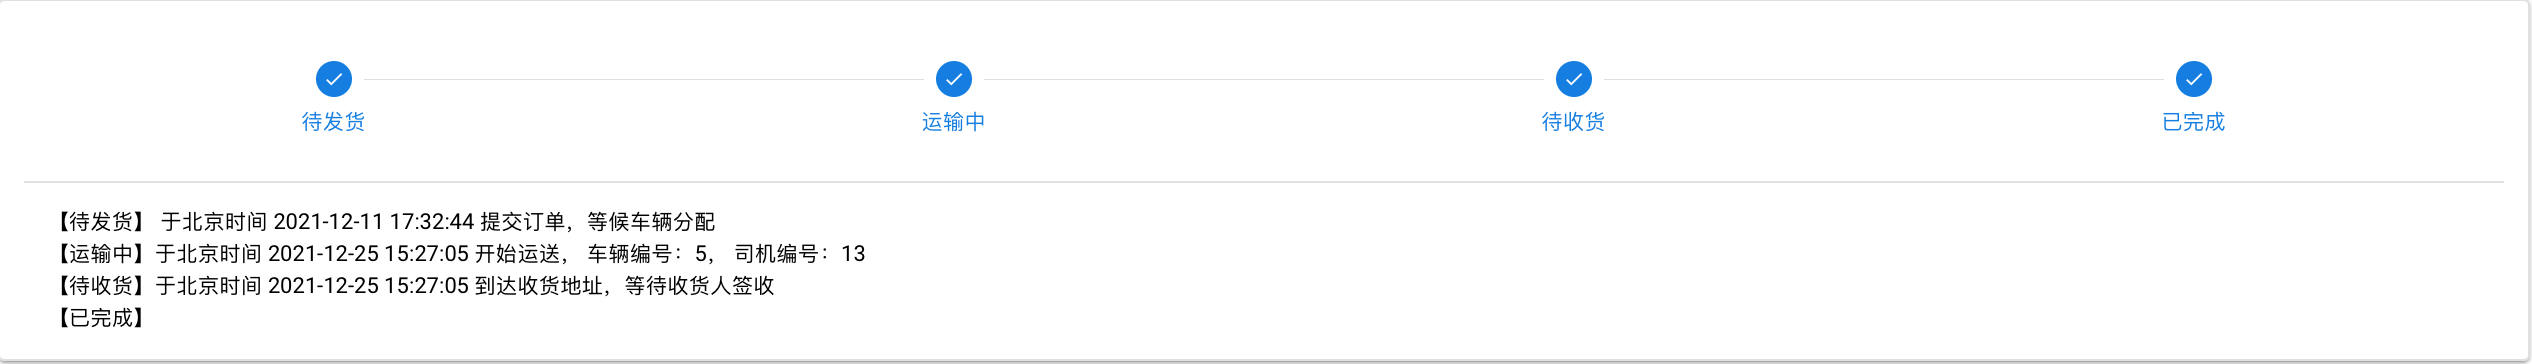 待发货
运输中
待收货
已完成
【待发货】 于北京时间 2021-12-11 17:32:44 提交订单，等候车辆分配
【运输中】于北京时间 2021-12-25 15:27:05 开始运送， 车辆编号：5， 司机编号：13
【待收货】于北京时间 2021-12-25 15:27:05 到达收货地址，等待收货人签收
【已完成】